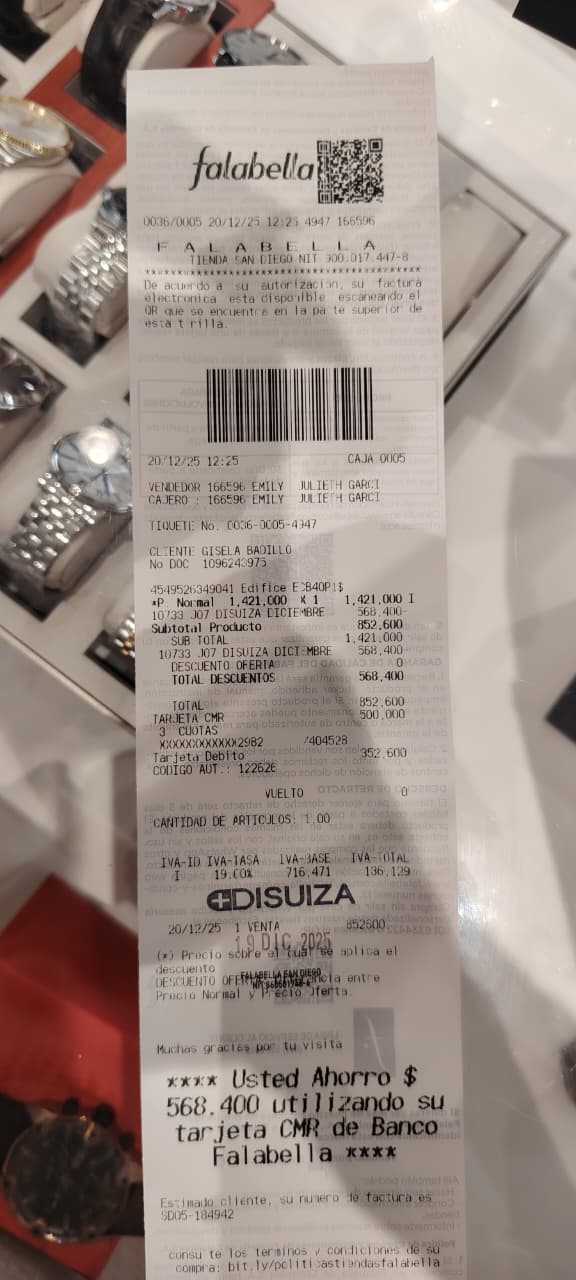 falabella
0036/0005 20/12/25 12:25 4947 166596
F A L A B E L L A
TIENDA SAN DIEGO NIT 900.017.447-8
****************************************
De acuerdo a su autorizacion, su factura
electronica esta disponible escaneando el
QR que se encuentra en la pa te superior de
esta t rilla.
20/12/25 12:25 CAJA 0005
VENDEDOR 166596 EMILY JULIETH GARCI
CAJERO : 166596 EMILY JULIETH GARCI
TIQUETE No. 0036-0005-4947
CLIENTE GISELA BADILLO
No DOC 1096243975
4549526349041 Edifice
*P. Normal 1,421,000 X 1 1,421,000 I
10733 J07 DISUIZA DICIEMBRE 568,400-
Subtotal Producto 852,600
SUB TOTAL 1,421,000
10733 J07 DISUIZA DICIEMBRE 568,400-
DESCUENTO OFERTA 0
TOTAL DESCUENTOS 568,400
TOTAL 852,600
TARJETA CMR 500,000
3 CUOTAS
XXXXXXXXXXXX2982 /404528
Tarjeta Debito 352,600
CODIGO AUT.: 122626
VUELTO 0
CANTIDAD DE ARTICULOS: 1.00
IVA-ID IVA-TASA IVA-BASE IVA-TOTAL
I 19.00% 716,471 136,129
DISUIZA
20/12/25 1 VENTA 852600
19 DIC 2025
(*) Precio sobre el cual se aplica el
descuento
FALABELLA SAN DIEGO
DESCUENTO entre
Precio Normal y Precio Oferta.
Muchas gracias por tu visita
**** Usted Ahorro $
568.400 utilizando su
tarjeta CMR de Banco
Falabella ****
Estimado cliente, su numero de factura es
SD05-184942
consu te los terminos y condiciones de su
compra: bit.ly/politicastiendasfalabella